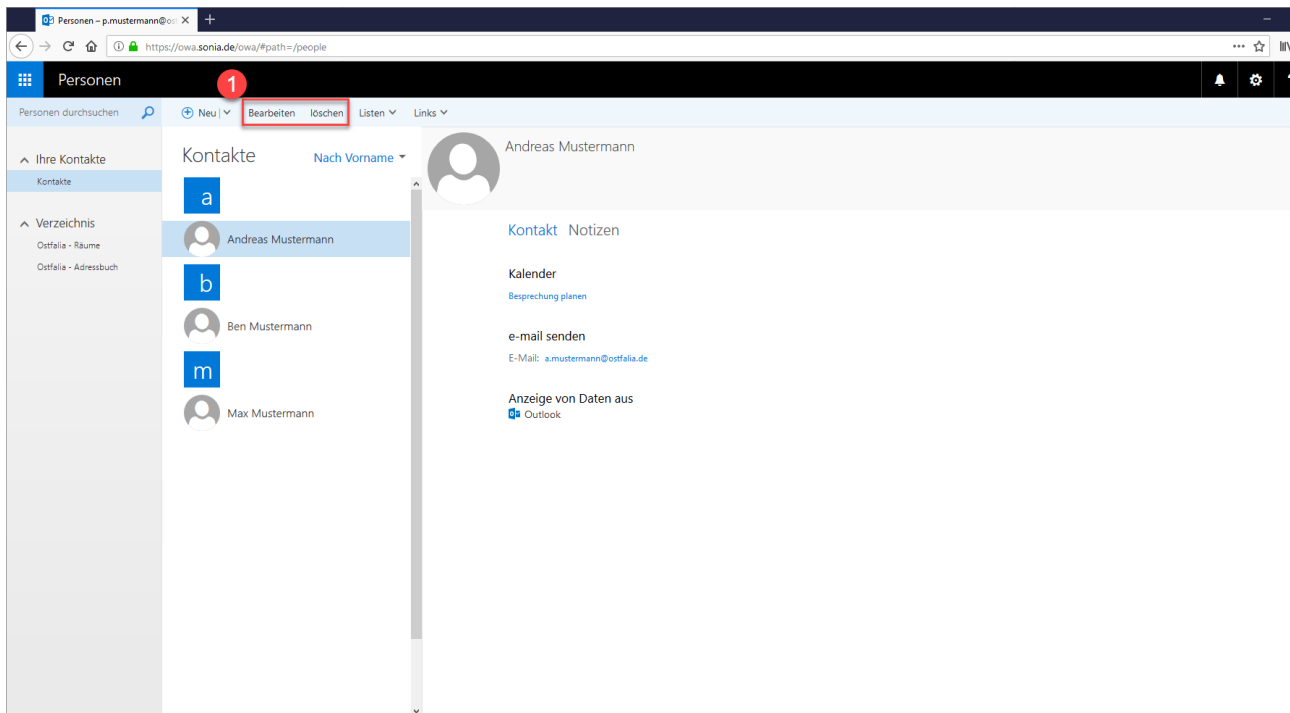 Personen – p.mustermann@os
https://owa.sonia.de/owa/#path=/people
Personen
1
Personen durchsuchen
Neu
Bearbeiten
löschen
Listen
Links
Ihre Kontakte
Kontakte
Verzeichnis
Ostfalia - Räume
Ostfalia - Adressbuch
Kontakte
Nach Vorname
a
Andreas Mustermann
b
Ben Mustermann
m
Max Mustermann
Andreas Mustermann
Kontakt Notizen
Kalender
Besprechung planen
e-mail senden
E-Mail: a.mustermann@ostfalia.de
Anzeige von Daten aus
Outlook